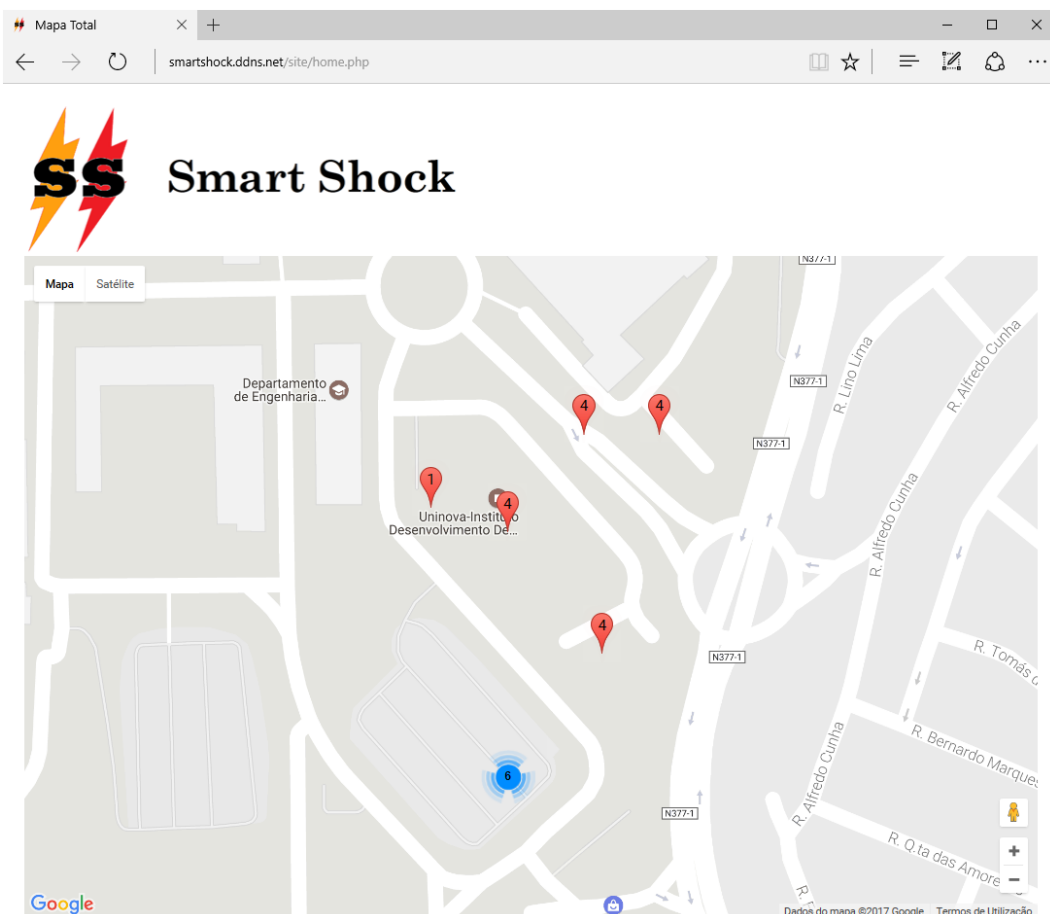 Mapa Total
smartshock.ddns.net/site/home.php
SS
Smart Shock
Mapa
Satélite
N377-1
R. Lino Lima
R. Alfredo Cunha
N377-1
Departamento
de Engenharia...
4
4
N377-1
1
4
Uninova-Instituto
Desenvolvimento De...
R. Alfredo Cunha
4
N377-1
R. Tomás d
R. Bernardo Marques
R. Alfredo Cunha
6
N377-1
R. Q.ta das Amore
Google
Dados do mapa ©2017 Google
Termos de Utilização